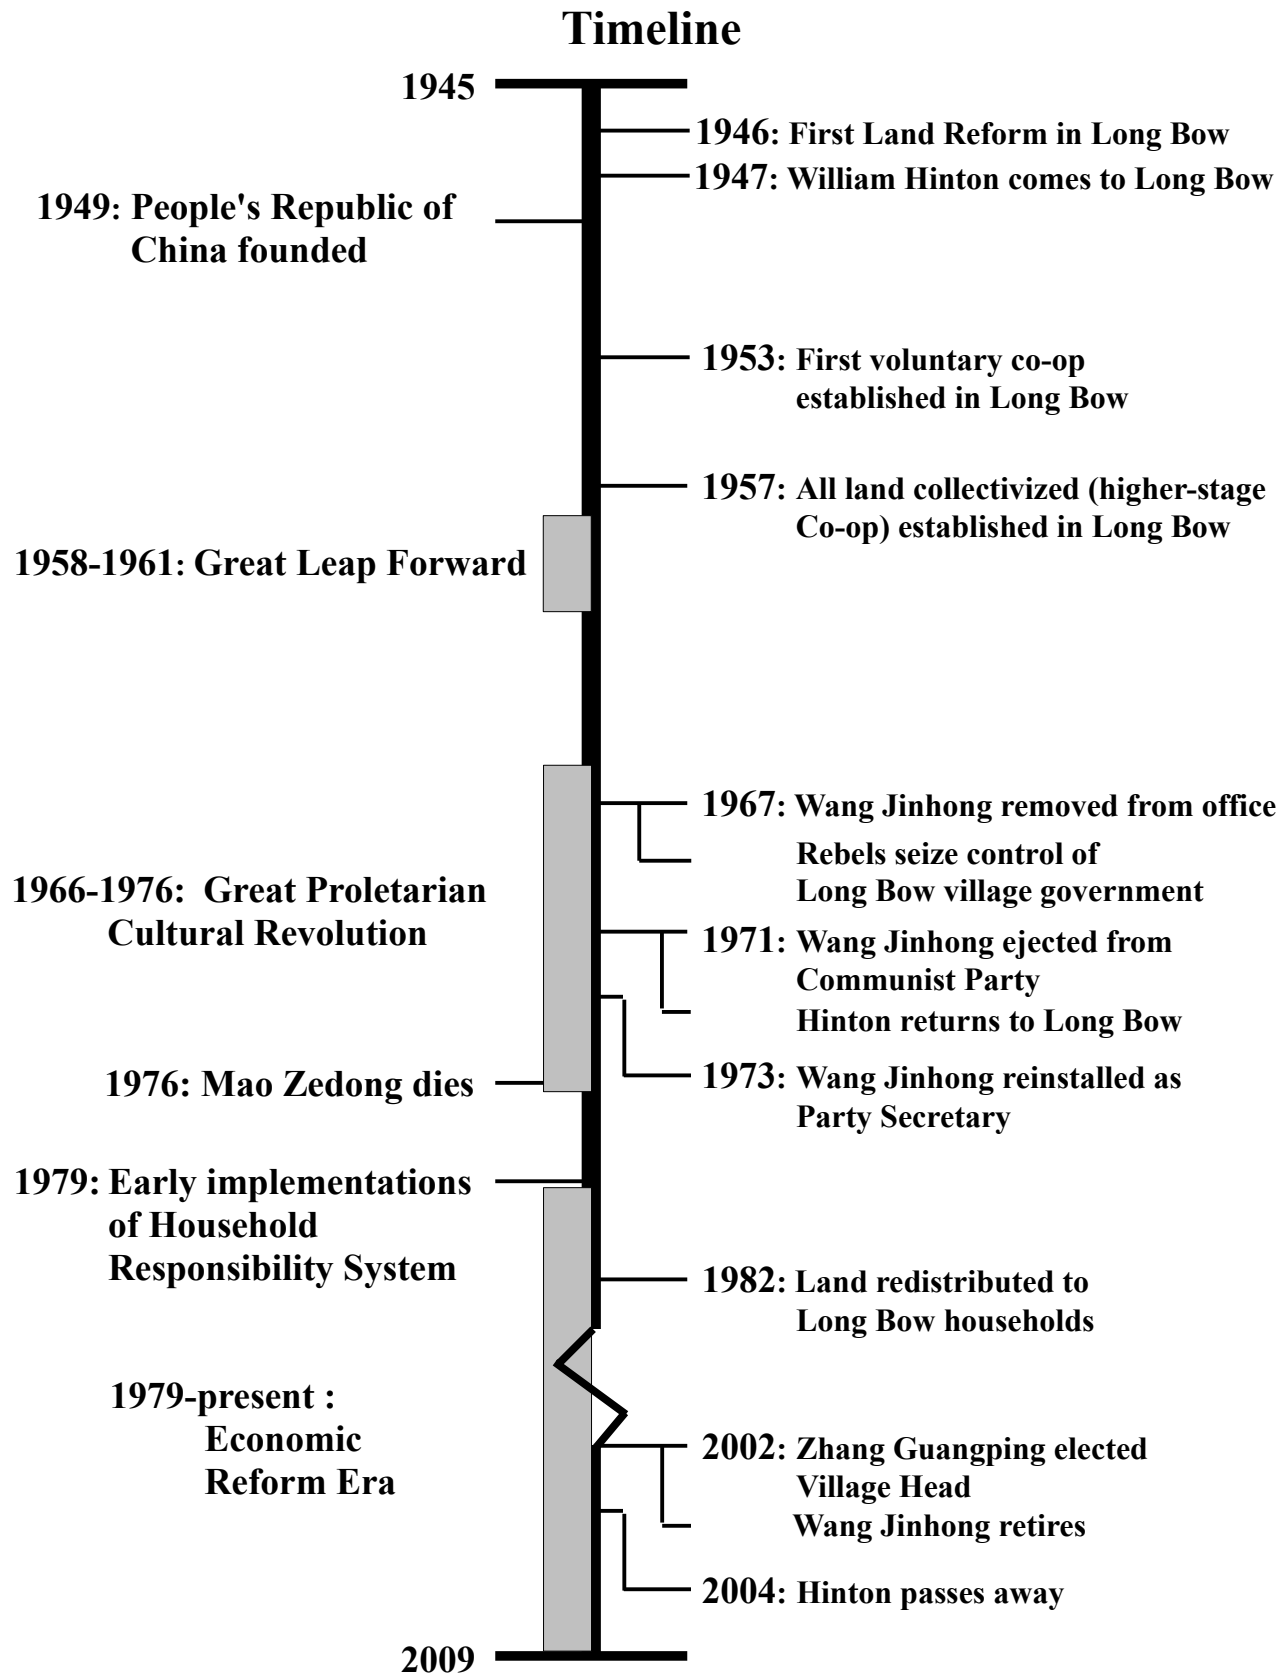 Timeline
1945
1946: First Land Reform in Long Bow
1947: William Hinton comes to Long Bow
1949: People's Republic of
China founded
1953: First voluntary co-op
established in Long Bow
1957: All land collectivized (higher-stage
Co-op) established in Long Bow
1958-1961: Great Leap Forward
1967: Wang Jinhong removed from office
Rebels seize control of
Long Bow village government
1966-1976: Great Proletarian
Cultural Revolution
1971: Wang Jinhong ejected from
Communist Party
Hinton returns to Long Bow
1976: Mao Zedong dies
1973: Wang Jinhong reinstalled as
Party Secretary
1979: Early implementations
of Household
Responsibility System
1982: Land redistributed to
Long Bow households
1979-present :
Economic
Reform Era
2002: Zhang Guangping elected
Village Head
Wang Jinhong retires
2004: Hinton passes away
2009